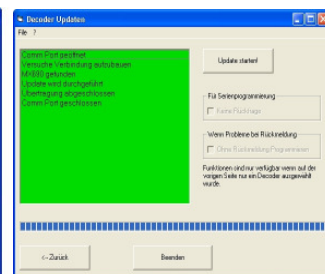 Decoder Updaten
File ?
Comm Port geöffnet
Versuche Verbindung aufzubauen
MX690 gefunden
Update wird durchgeführt
Übertragung abgeschlossen
Comm Port geschlossen
Update starten!
Für Serienprogrammierung
Keine Rückfrage
Wenn Probleme bei Rückmeldung
Ohne Rückmeldung Programmieren
Funktionen sind nur verfügbar wenn auf der
vorigen Seite nur ein Decoder ausgewählt
wurde.
<- Zurück
Beenden